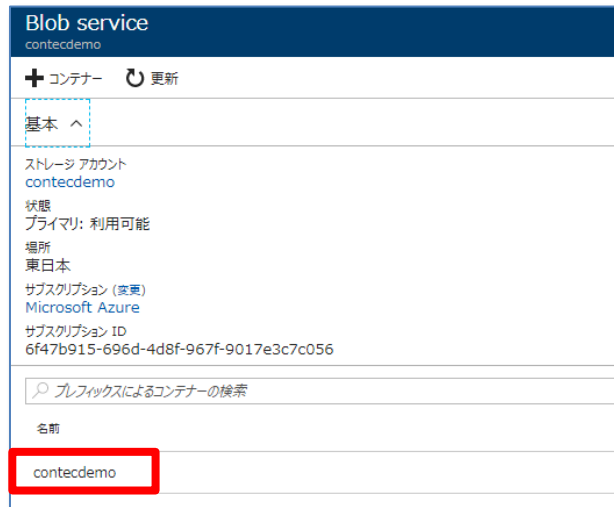 Blob service
contecdemo
コンテナー 更新
基本
ストレージ アカウント
contecdemo
状態
プライマリ: 利用可能
場所
東日本
サブスクリプション (変更)
Microsoft Azure
サブスクリプション ID
6f47b915-696d-4d8f-967f-9017e3c7c056
プレフィックスによるコンテナーの検索
名前
contecdemo